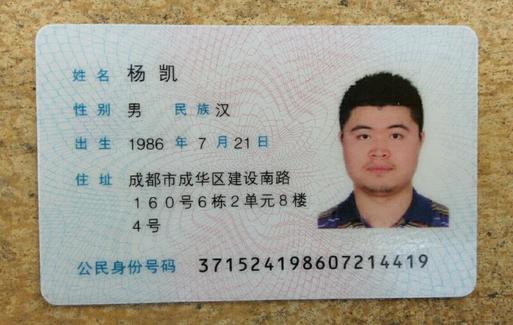 姓名 杨凯
性别 男 民族 汉
出生 1986 年 7 月 21 日
住址 成都市成华区建设南路
160号6栋2单元8楼
4号
公民身份号码 371524198607214419